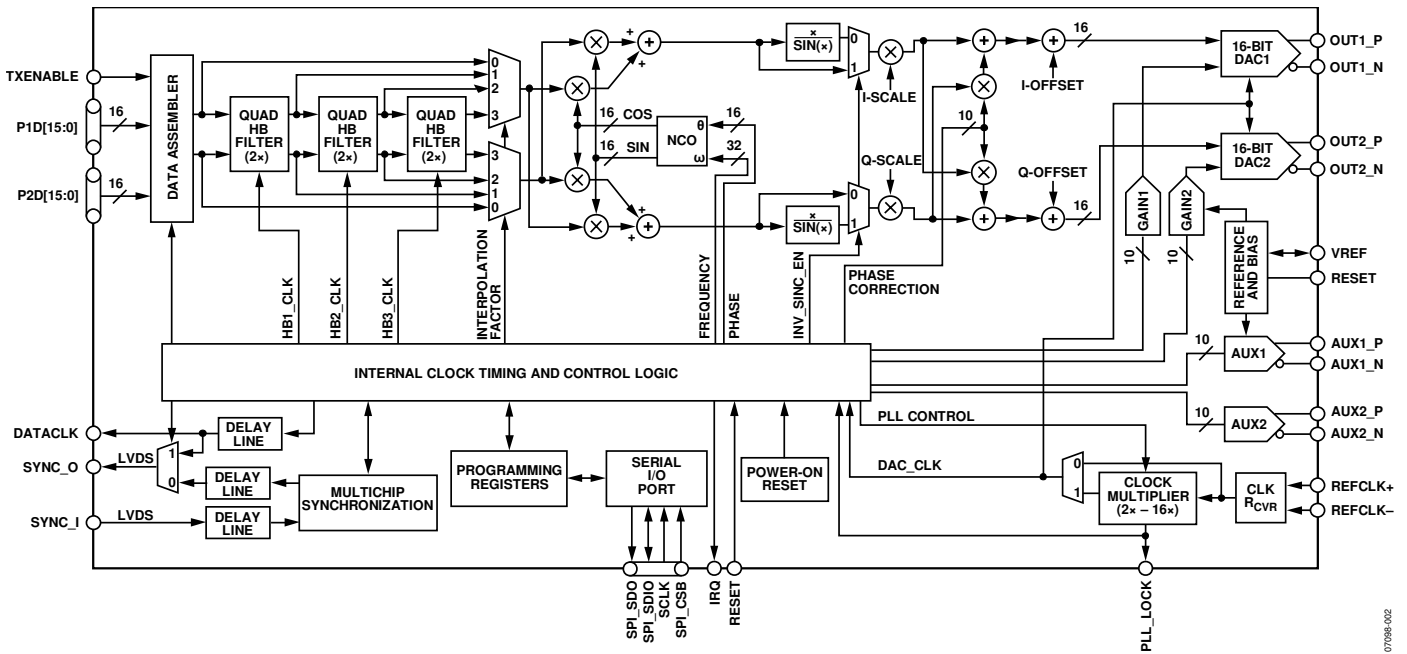 TXENABLE
P1D[15:0]
16
P2D[15:0]
16
DATA ASSEMBLER
QUAD
HB
FILTER
(2×)
QUAD
HB
FILTER
(2×)
QUAD
HB
FILTER
(2×)
0
1
2
3
3
2
1
0
HB1_CLK
HB2_CLK
HB3_CLK
INTERPOLATION
FACTOR
×
+
+
+
×
16
COS
16
SIN
NCO
θ
ω
16
32
×
×
+
+
+
FREQUENCY
PHASE
×
SIN(×)
0
1
×
I-SCALE
×
SIN(×)
0
1
Q-SCALE
×
INV_SINC_EN
PHASE
CORRECTION
10
+
+
16
I-OFFSET
×
×
Q-OFFSET
+
+
16
16-BIT
DAC1
16-BIT
DAC2
GAIN1
GAIN2
10
10
REFERENCE
AND BIAS
OUT1_P
OUT1_N
OUT2_P
OUT2_N
VREF
RESET
10
AUX1
AUX1_P
AUX1_N
10
AUX2
AUX2_P
AUX2_N
INTERNAL CLOCK TIMING AND CONTROL LOGIC
DATACLK
DELAY
LINE
SYNC_O
LVDS
1
0
DELAY
LINE
SYNC_I
LVDS
DELAY
LINE
MULTICHIP
SYNCHRONIZATION
PROGRAMMING
REGISTERS
SERIAL
I/O
PORT
POWER-ON
RESET
PLL CONTROL
DAC_CLK
0
1
CLOCK
MULTIPLIER
(2× – 16×)
CLK
RCVR
REFCLK+
REFCLK–
SPI_SDO
SPI_SDIO
SCLK
SPI_CSB
IRQ
RESET
PLL_LOCK
07098-002